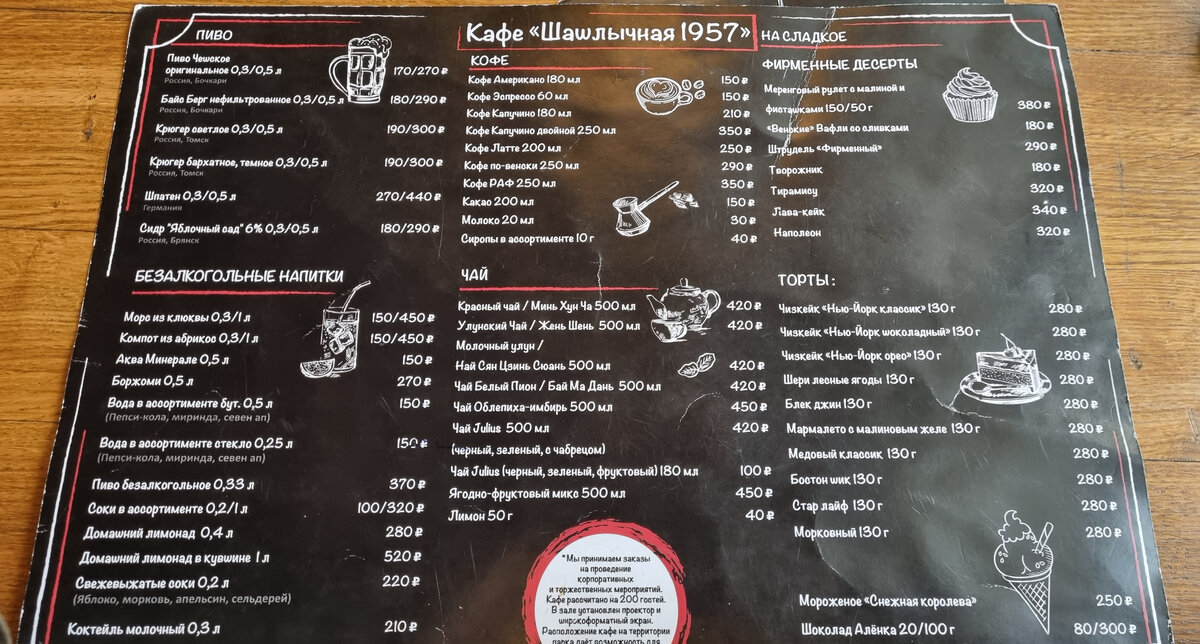 Кафе «Шашлычная 1957»
ПИВО
Пиво Чешское
оригинальное 0,3/0,5 л 170/270 ₽
Россия, Бочкари
Байс Берг нефильтрованное 0,3/0,5 л 180/290 ₽
Россия, Бочкари
Крюгер светлое 0,3/0,5 л 190/300 ₽
Россия, Томск
Крюгер бархатное, темное 0,3/0,5 л 190/300 ₽
Россия, Томск
Шпатен 0,3/0,5 л 270/440 ₽
Германия
Сидр "Яблочный сад" 6% 0,3/0,5 л 180/290 ₽
Россия, Брянск
БЕЗАЛКОГОЛЬНЫЕ НАПИТКИ
Морс из клюквы 0,3/1 л 150/450 ₽
Компот из абрикос 0,3/1 л 150/450 ₽
Аква Минерале 0,5 л 150 ₽
Боржоми 0,5 л 270 ₽
Вода в ассортименте бут. 0,5 л 150 ₽
(Пепси-кола, миринда, севен ап)
Вода в ассортименте стекло 0,25 л 150 ₽
(Пепси-кола, миринда, севен ап)
Пиво безалкогольное 0,33 л 370 ₽
Соки в ассортименте 0,2/1 л 100/320 ₽
Домашний лимонад 0,4 л 280 ₽
Домашний лимонад в кувшине 1 л 520 ₽
Свежевыжатые соки 0,2 л 220 ₽
(Яблоко, морковь, апельсин, сельдерей)
Коктейль молочный 0,3 л 210 ₽
КОФЕ
Кофе Американо 180 мл 150 ₽
Кофе Эспрессо 60 мл 150 ₽
Кофе Капучино 180 мл 210 ₽
Кофе Капучино двойной 250 мл 350 ₽
Кофе Латте 200 мл 250 ₽
Кофе по-венски 250 мл 290 ₽
Кофе РАФ 250 мл 350 ₽
Какао 200 мл 150 ₽
Молоко 20 мл 30 ₽
Сиропы в ассортименте 10 г 40 ₽
ЧАЙ
Красный чай / Минь Хун Ча 500 мл 420 ₽
Улунский Чай / Жень Шень 500 мл 420 ₽
Молочный улун /
Най Сян Цзинь Сюань 500 мл 420 ₽
Чай Белый Пион / Бай Ма Дань 500 мл 420 ₽
Чай Облепиха-имбирь 500 мл 450 ₽
Чай Julius 500 мл 420 ₽
(черный, зеленый, с чабрецом)
Чай Julius (черный, зеленый, фруктовый) 180 мл 100 ₽
Ягодно-фруктовый микс 500 мл 450 ₽
Лимон 50 г 40 ₽
*Мы принимаем заказы
на проведение
корпоративных
и торжественных мероприятий.
Кафе рассчитано на 200 гостей.
В зале установлен проектор и
широкоформатный экран.
Расположение кафе на территории
парка даёт возможность для
НА СЛАДКОЕ
ФИРМЕННЫЕ ДЕСЕРТЫ
Меренговый рулет с малиной и
фисташками 150/50 г 380 ₽
«Венские» Вафли со сливками 180 ₽
Штрудель «Фирменный» 290 ₽
Творожник 180 ₽
Тирамису 320 ₽
Лава-кейк 340 ₽
Наполеон 320 ₽
ТОРТЫ:
Чизкейк «Нью-Йорк классик» 130 г 280 ₽
Чизкейк «Нью-Йорк шоколадный» 130 г 280 ₽
Чизкейк «Нью-Йорк орео» 130 г 280 ₽
Шери лесные ягоды 130 г 280 ₽
Блек джин 130 г 280 ₽
Мармалето с малиновым желе 130 г 280 ₽
Медовый классик 130 г 280 ₽
Бостон шик 130 г 280 ₽
Стар лайф 130 г 280 ₽
Морковный 130 г 280 ₽
Мороженое «Снежная королева» 250 ₽
Шоколад Алёнка 20/100 г 80/300 ₽